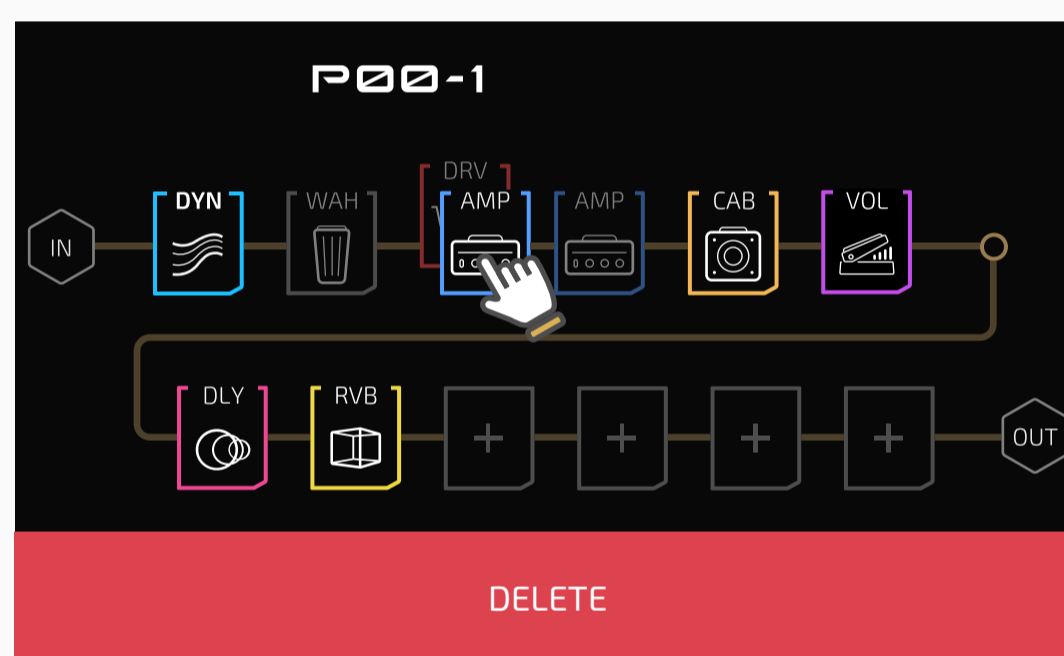 P00-1
DRV
DYN WAH AMP AMP CAB VOL
IN
DLY RVB
OUT
DELETE